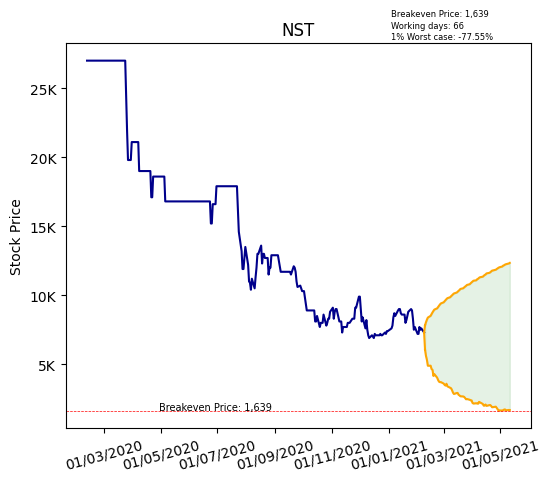 Breakeven Price: 1,639
Working days: 66
1% Worst case: -77.55%
NST
Stock Price
25K
20K
15K
10K
5K
Breakeven Price: 1,639
01/03/2020
01/05/2020
01/07/2020
01/09/2020
01/11/2020
01/01/2021
01/03/2021
01/05/2021